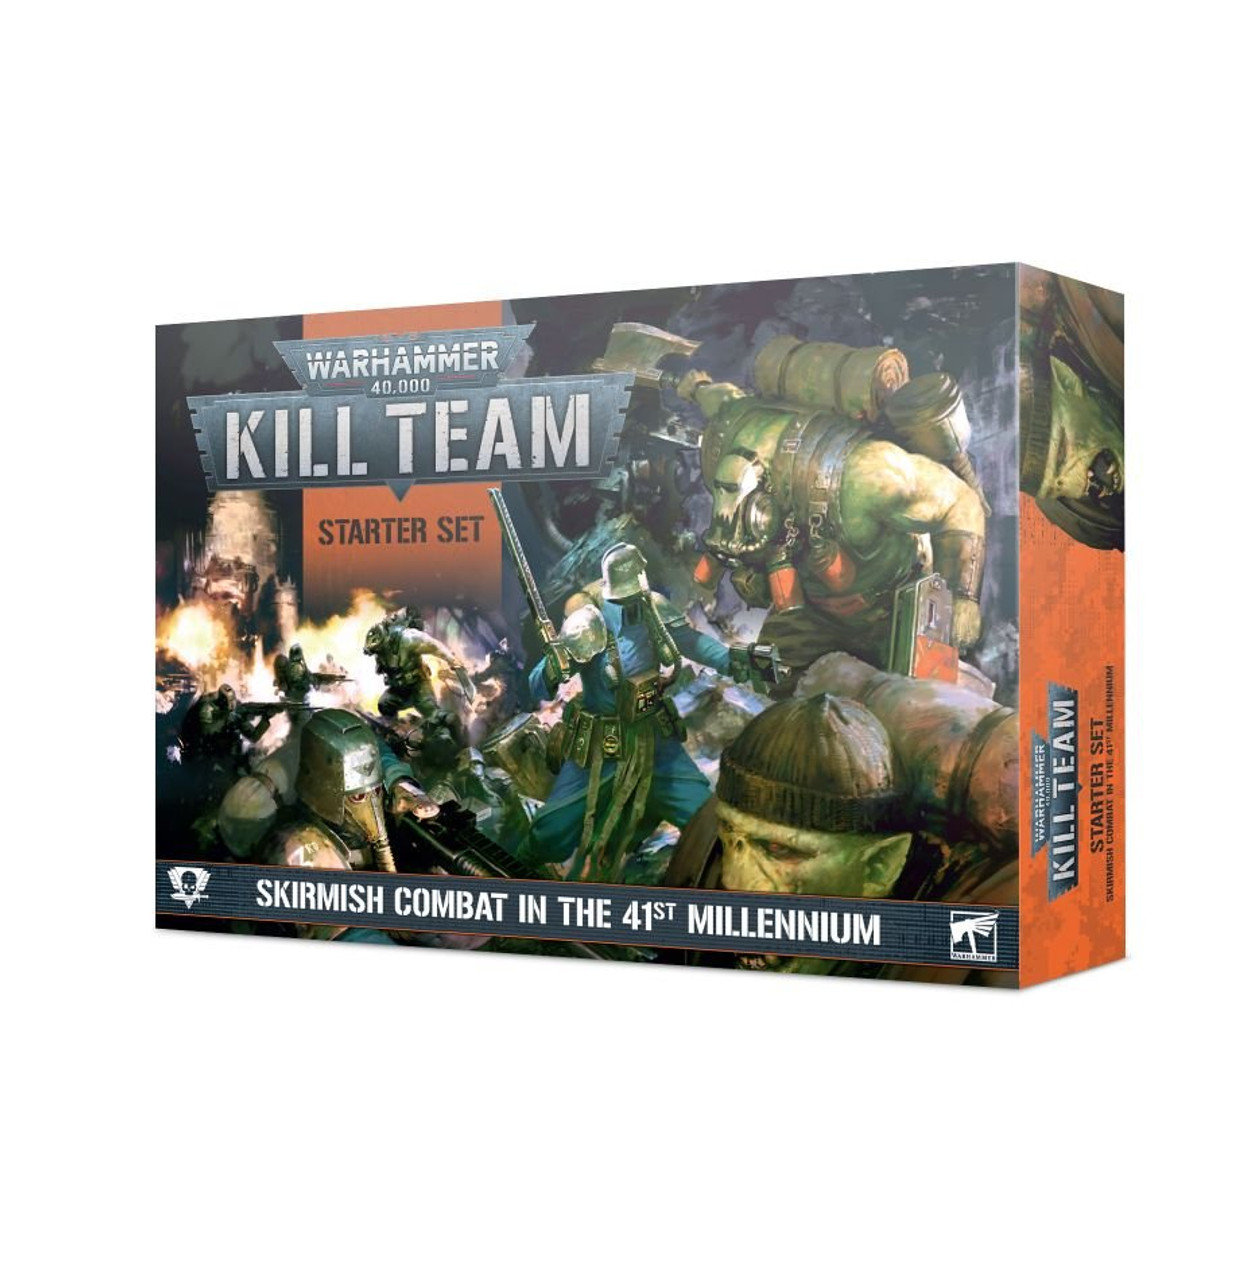 WARHAMMER
40,000
KILL TEAM
STARTER SET
SKIRMISH COMBAT IN THE 41ST MILLENNIUM
WARHAMMER
WARHAMMER
40,000
KILL TEAM
STARTER SET
SKIRMISH COMBAT IN THE 41ST MILLENNIUM